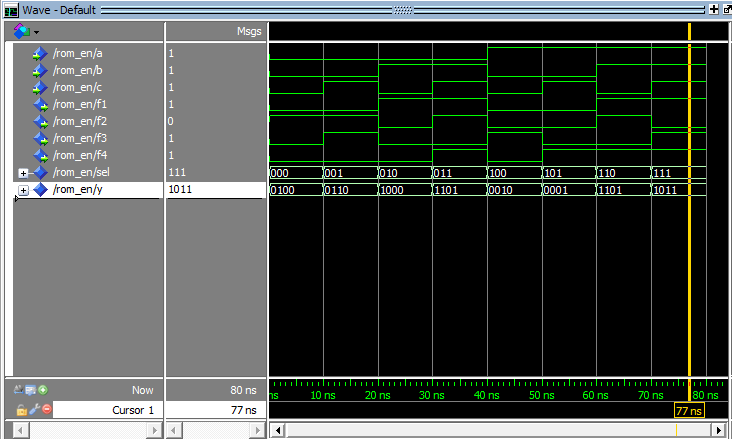 Wave - Default
Msgs
/rom_en/a 1
/rom_en/b 1
/rom_en/c 1
/rom_en/f1 1
/rom_en/f2 0
/rom_en/f3 1
/rom_en/f4 1
/rom_en/sel 111 000 001 010 011 100 101 110 111
/rom_en/y 1011 0100 0110 1000 1101 0010 0001 1101 1011
Now 80 ns ns 10 ns 20 ns 30 ns 40 ns 50 ns 60 ns 70 ns 80 ns
Cursor 1 77 ns 77 ns